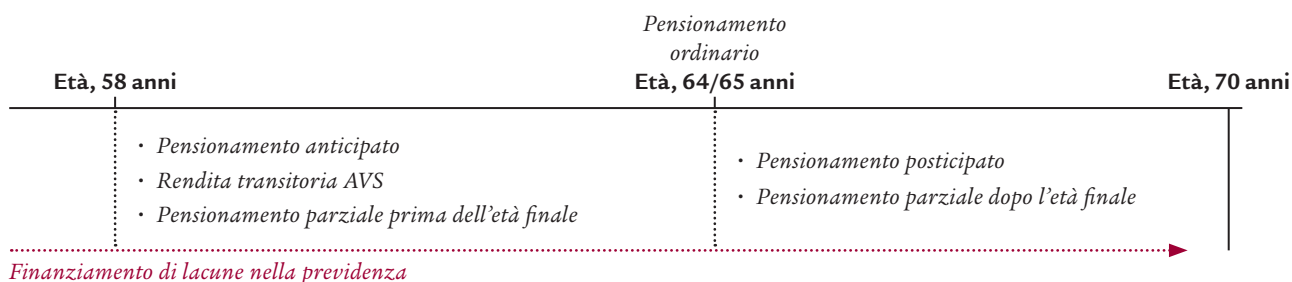 Pensionamento
ordinario
Età, 58 anni Età, 64/65 anni Età, 70 anni
· Pensionamento anticipato
· Rendita transitoria AVS
· Pensionamento parziale prima dell'età finale
· Pensionamento posticipato
· Pensionamento parziale dopo l'età finale
Finanziamento di lacune nella previdenza